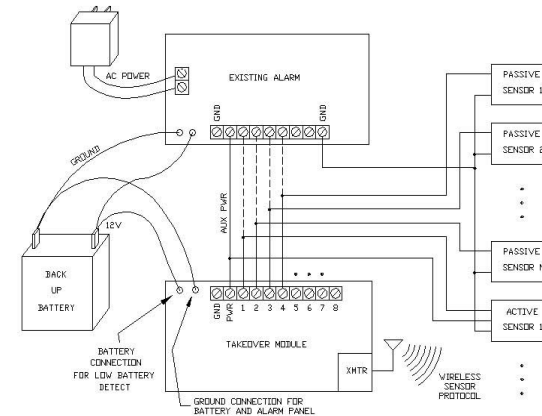 AC POWER
EXISTING ALARM
GND
GND
GROUND
12V
AUX PWR
BACK
UP
BATTERY
PASSIVE
SENSOR 1
PASSIVE
SENSOR 2
PASSIVE
SENSOR N
ACTIVE
SENSOR 1
GND
PWR
1 2 3 4 5 6 7 8
TAKEOVER MODULE
XMTR
BATTERY
CONNECTION
FOR LOW BATTERY
DETECT
GROUND CONNECTION FOR
BATTERY AND ALARM PANEL
WIRELESS
SENSOR
PROTOCOL